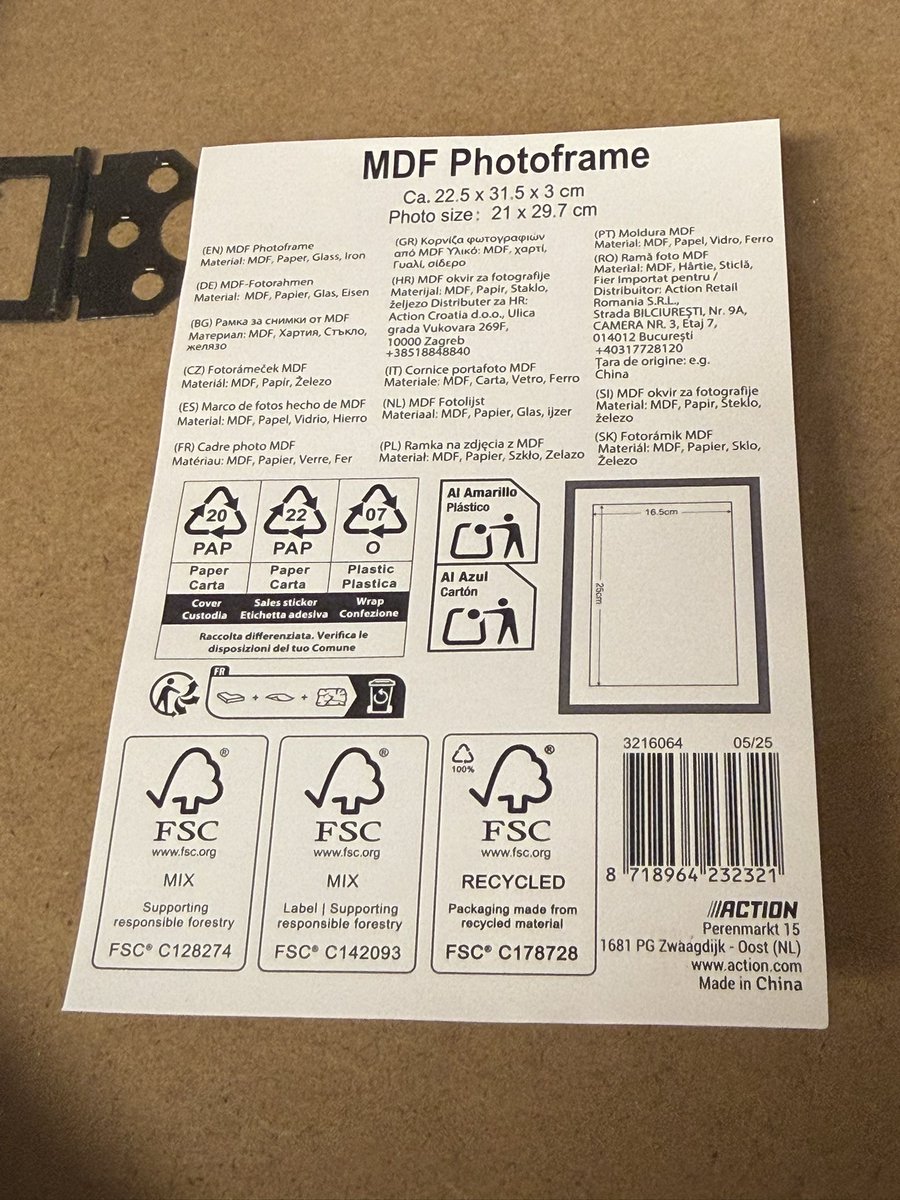 MDF Photoframe
Ca. 22.5 x 31.5 x 3 cm
Photo size: 21 x 29.7 cm
(EN) MDF Photoframe
Material: MDF, Paper, Glass, Iron
(DE) MDF-Fotorahmen
Material: MDF, Papier, Glas, Eisen
(BG) Рамка за снимки от MDF
Материал: MDF, Хартия, Стъкло,
желязо
(CZ) Fotorámeček MDF
Materiál: MDF, Papír, Železo
(ES) Marco de fotos hecho de MDF
Material: MDF, Papel, Vidrio, Hierro
(FR) Cadre photo MDF
Matériau: MDF, Papier, Verre, Fer
(GR) Κορνίζα φωτογραφιών
από MDF Υλικό: MDF, χαρτί,
Γυαλί, σίδερο
(HR) MDF okvir za fotografije
Materijal: MDF, Papir, Staklo,
željezo Distributer za HR:
Action Croatia d.o.o., Ulica
grada Vukovara 269F,
10000 Zagreb
+38518848840
(IT) Cornice portafoto MDF
Materiale: MDF, Carta, Vetro, Ferro
(NL) MDF Fotolijst
Materiaal: MDF, Papier, Glas, ijzer
(PL) Ramka na zdjęcia z MDF
Materiał: MDF, Papier, Szkło, Zelazo
(PT) Moldura MDF
Material: MDF, Papel, Vidro, Ferro
(RO) Ramă foto MDF
Material: MDF, Hârtie, Sticlă,
Fier Importat pentru /
Distribuitor: Action Retail
Romania S.R.L.,
Strada BILCIUREŞTI, Nr. 9A,
CAMERA NR. 3, Etaj 7,
014012 Bucureşti
+40317728120
Țara de origine: e.g.
China
(SI) MDF okvir za fotografije
Material: MDF, Papir, Steklo,
železo
(SK) Fotorámik MDF
Materiál: MDF, Papier, Sklo,
Železo
20 22 07
PAP PAP O
Paper Paper Plastic
Carta Carta Plastica
Cover Sales sticker Wrap
Custodia Etichetta adesiva Confezione
Raccolta differenziata. Verifica le
disposizioni del tuo Comune
Al Amarillo
Plástico
Al Azul
Cartón
16.5cm
25cm
FR
+ +
® FSC
www.fsc.org
MIX
Supporting
responsible forestry
FSC® C128274
® FSC
www.fsc.org
MIX
Label | Supporting
responsible forestry
FSC® C142093
100%
® FSC
www.fsc.org
RECYCLED
Packaging made from
recycled material
FSC® C178728
3216064 05/25
8 718964 232321
ACTION
Perenmarkt 15
1681 PG Zwaagdijk - Oost (NL)
www.action.com
Made in China